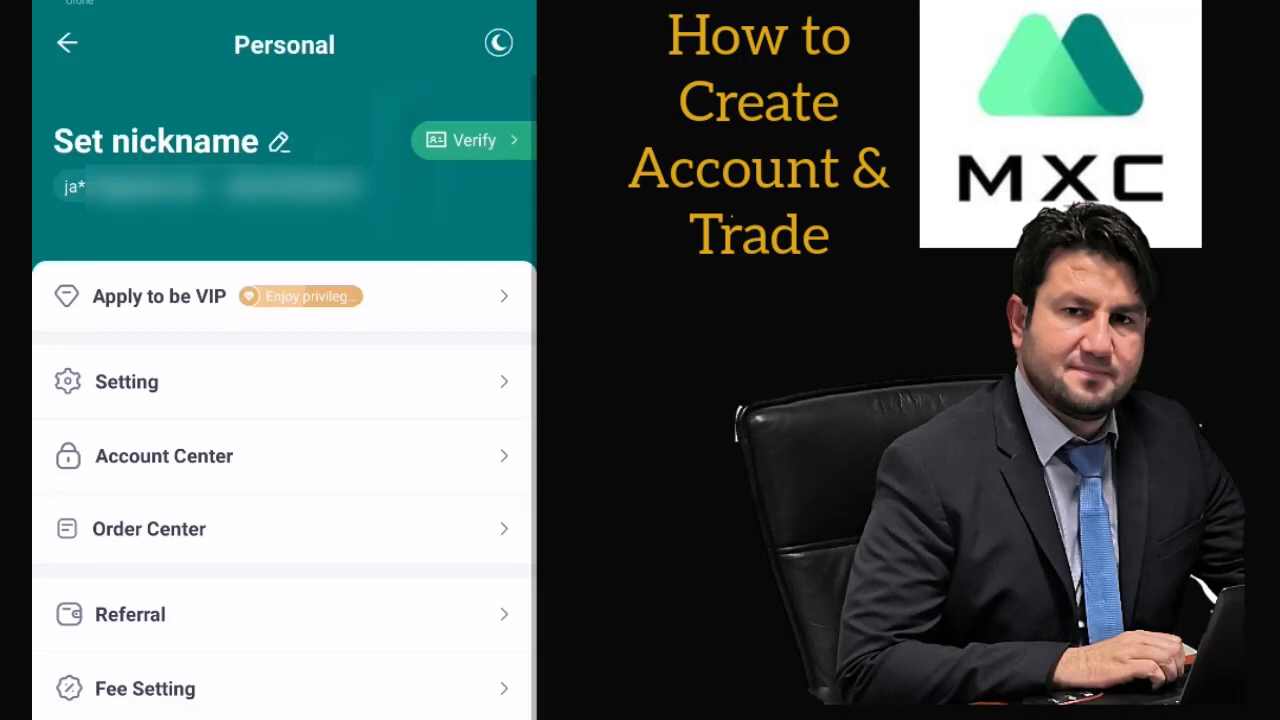 Personal
Set nickname
Verify
ja*
Apply to be VIP
Enjoy privileg...
Setting
Account Center
Order Center
Referral
Fee Setting
How to
Create
Account &
Trade
MXC